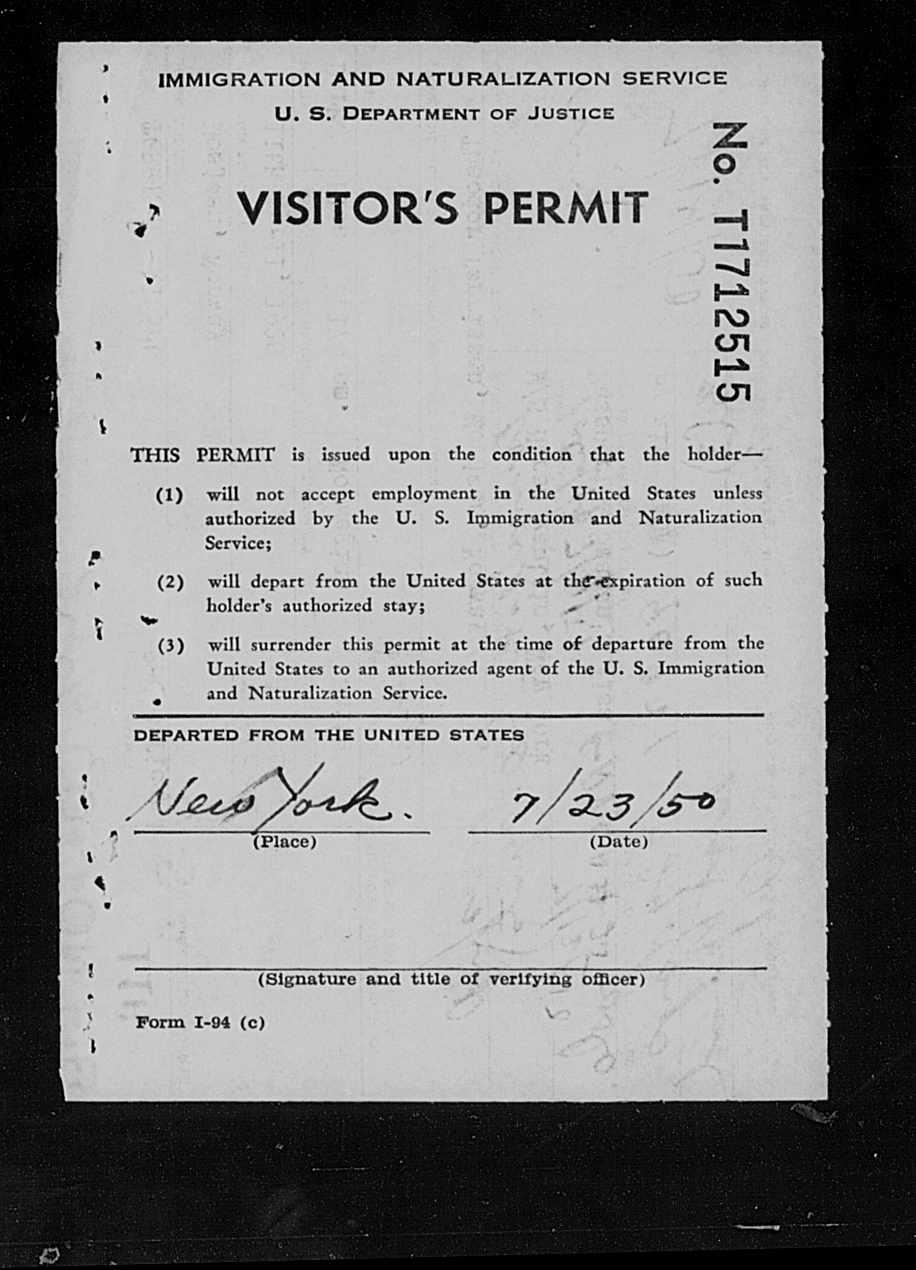 IMMIGRATION AND NATURALIZATION SERVICE
U. S. DEPARTMENT OF JUSTICE
No. T1712515
VISITOR'S PERMIT
THIS PERMIT is issued upon the condition that the holder—
(1) will not accept employment in the United States unless
authorized by the U. S. Immigration and Naturalization
Service;
(2) will depart from the United States at the expiration of such
holder's authorized stay;
(3) will surrender this permit at the time of departure from the
United States to an authorized agent of the U. S. Immigration
and Naturalization Service.
DEPARTED FROM THE UNITED STATES
New York. 7/23/50
(Place) (Date)
(Signature and title of verifying officer)
Form I-94 (c)